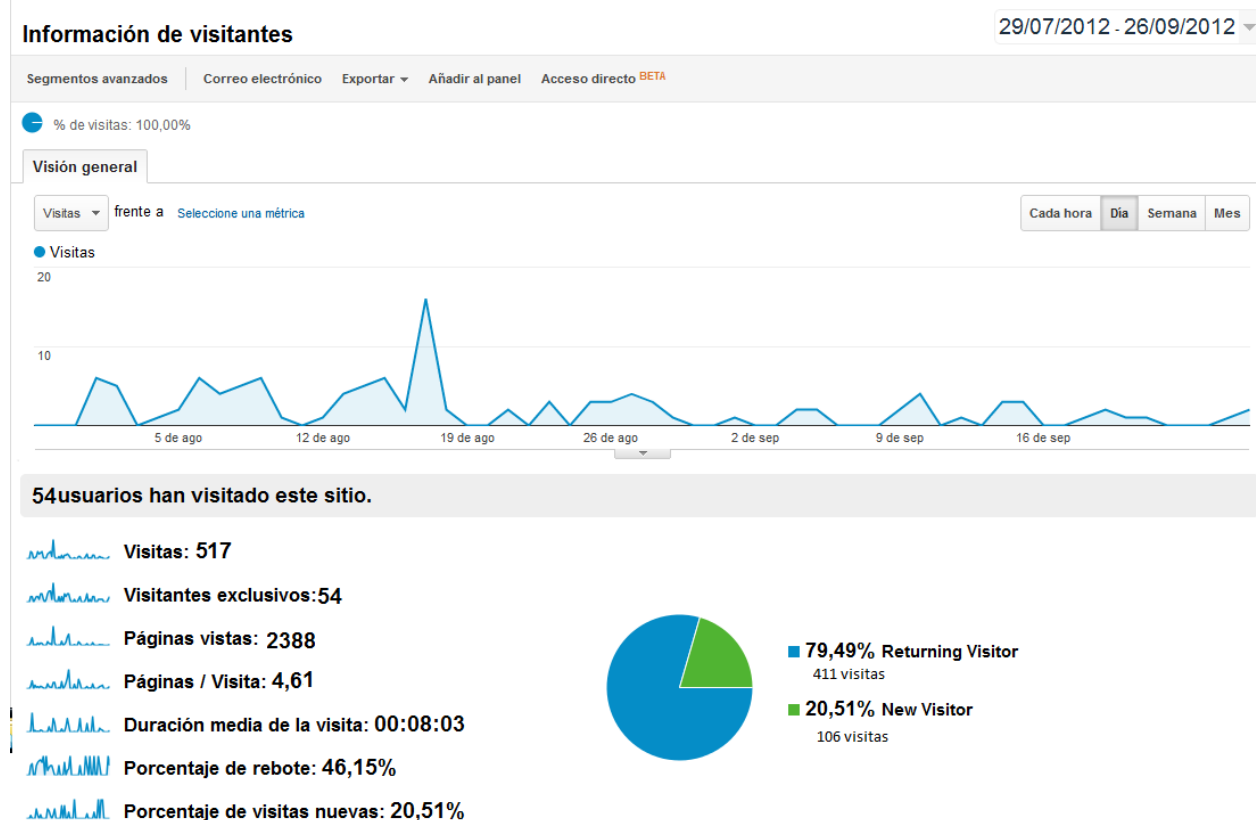 Información de visitantes
29/07/2012 - 26/09/2012
Segmentos avanzados Correo electrónico Exportar Añadir al panel Acceso directo BETA
% de visitas: 100,00%
Visión general
Visitas frente a Seleccione una métrica
Cada hora Día Semana Mes
Visitas
20
10
5 de ago 12 de ago 19 de ago 26 de ago 2 de sep 9 de sep 16 de sep
54usuarios han visitado este sitio.
Visitas: 517
Visitantes exclusivos:54
Páginas vistas: 2388
Páginas / Visita: 4,61
Duración media de la visita: 00:08:03
Porcentaje de rebote: 46,15%
Porcentaje de visitas nuevas: 20,51%
79,49% Returning Visitor
411 visitas
20,51% New Visitor
106 visitas